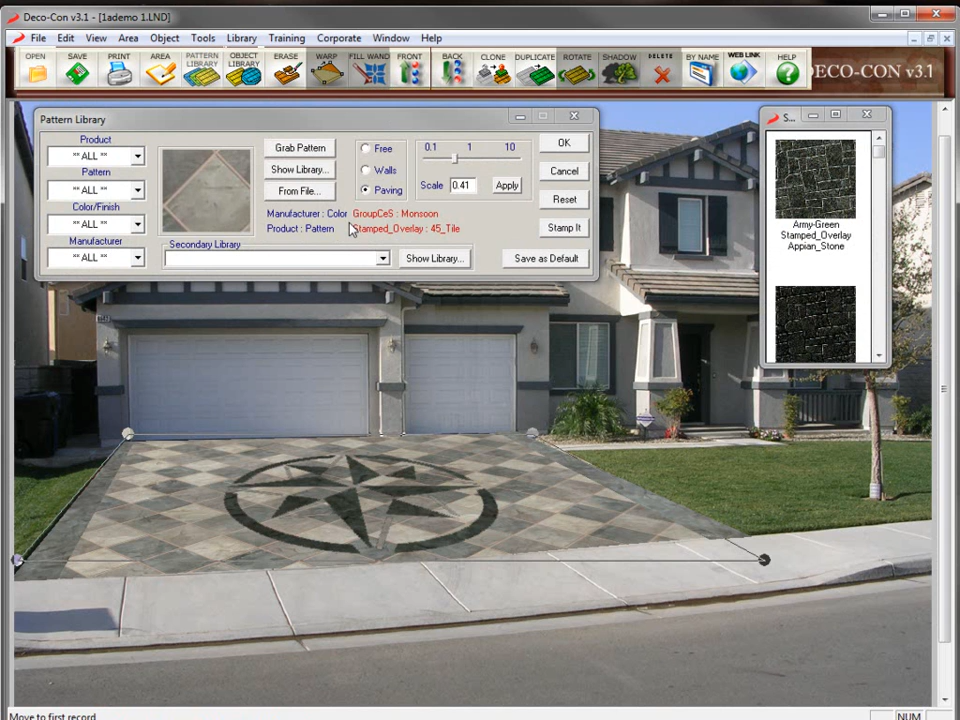 Deco-Con v3.1 - [1ademo 1.LND]
File Edit View Area Object Tools Library Training Corporate Window Help
OPEN SAVE PRINT AREA PATTERN LIBRARY OBJECT LIBRARY ERASE WARP FILL WAND FRONT BACK CLONE DUPLICATE ROTATE SHADOW DELETE BY NAME WEB LINK HELP
DECO-CON v3.1
Pattern Library
Product
** ALL **
Pattern
** ALL **
Color/Finish
** ALL **
Manufacturer
** ALL **
Grab Pattern
Show Library...
From File...
Free
Walls
Paving
0.1 1 10
Scale 0.41 Apply
OK
Cancel
Reset
Stamp It
Save as Default
Manufacturer : Color GroupCeS : Monsoon
Product : Pattern Stamped_Overlay : 45_Tile
Secondary Library
Show Library...
S...
Army-Green
Stamped_Overlay
Appian_Stone
Move to first record
NUM